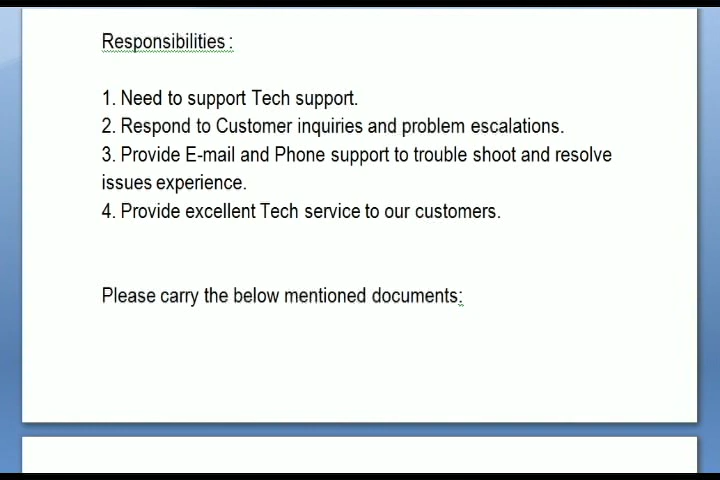 Responsibilities :
1. Need to support Tech support.
2. Respond to Customer inquiries and problem escalations.
3. Provide E-mail and Phone support to trouble shoot and resolve
issues experience.
4. Provide excellent Tech service to our customers.
Please carry the below mentioned documents: